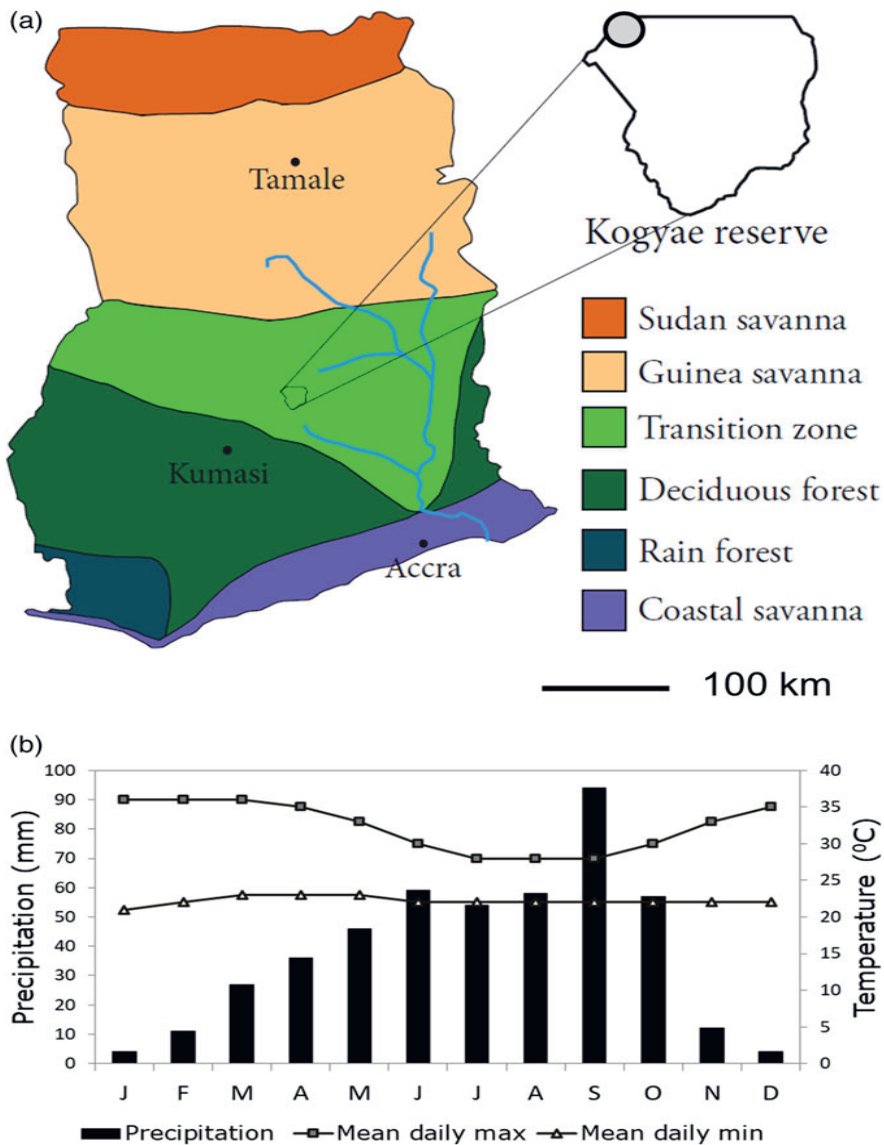 (a)
Tamale
Kogyae reserve
Sudan savanna
Guinea savanna
Transition zone
Kumasi
Deciduous forest
Rain forest
Accra
Coastal savanna
100 km
(b)
Precipitation (mm)
100
90
80
70
60
50
40
30
20
10
0
40
35
30
25
20
15
10
5
0
Temperature (⁰C)
J F M A M J J A S O N D
Precipitation Mean daily max Mean daily min